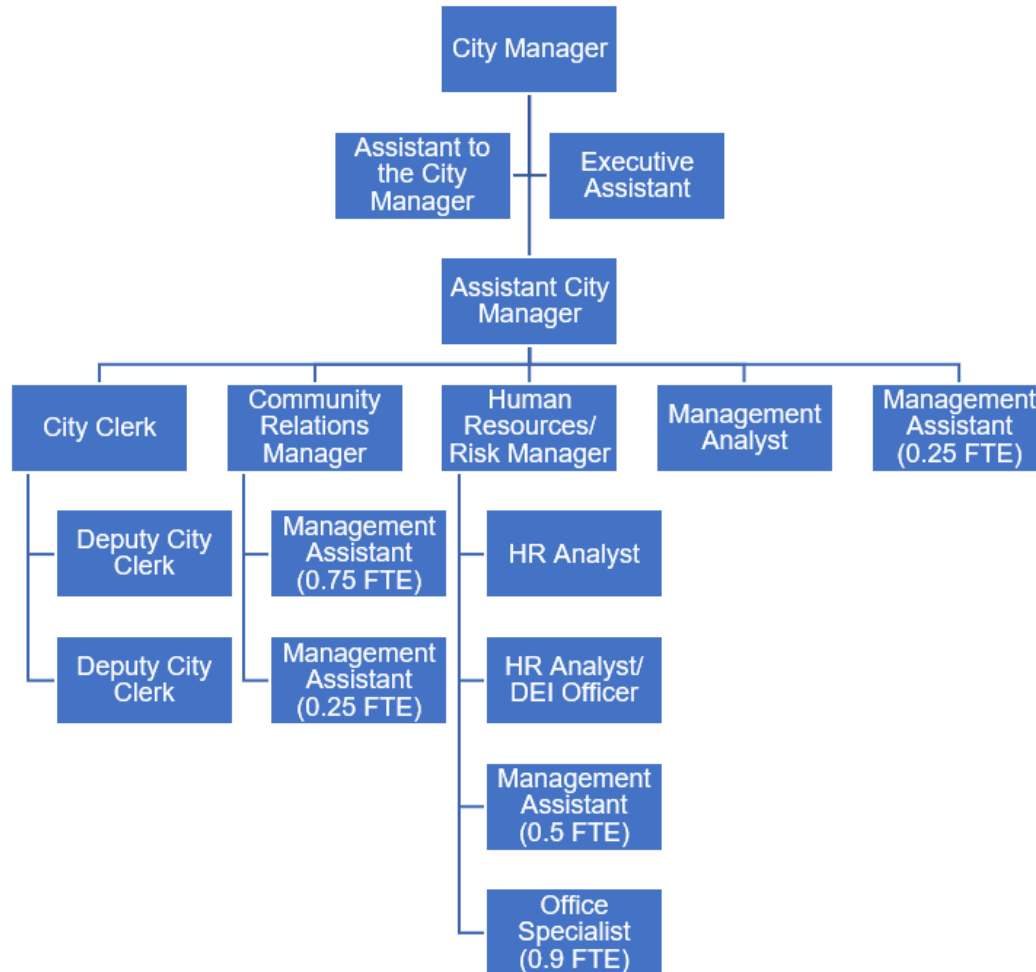 City Manager
Assistant to
the City
Manager
Executive
Assistant
Assistant City
Manager
City Clerk
Community
Relations
Manager
Human
Resources/
Risk Manager
Management
Analyst
Management
Assistant
(0.25 FTE)
Deputy City
Clerk
Management
Assistant
(0.75 FTE)
HR Analyst
Deputy City
Clerk
Management
Assistant
(0.25 FTE)
HR Analyst/
DEI Officer
Management
Assistant
(0.5 FTE)
Office
Specialist
(0.9 FTE)